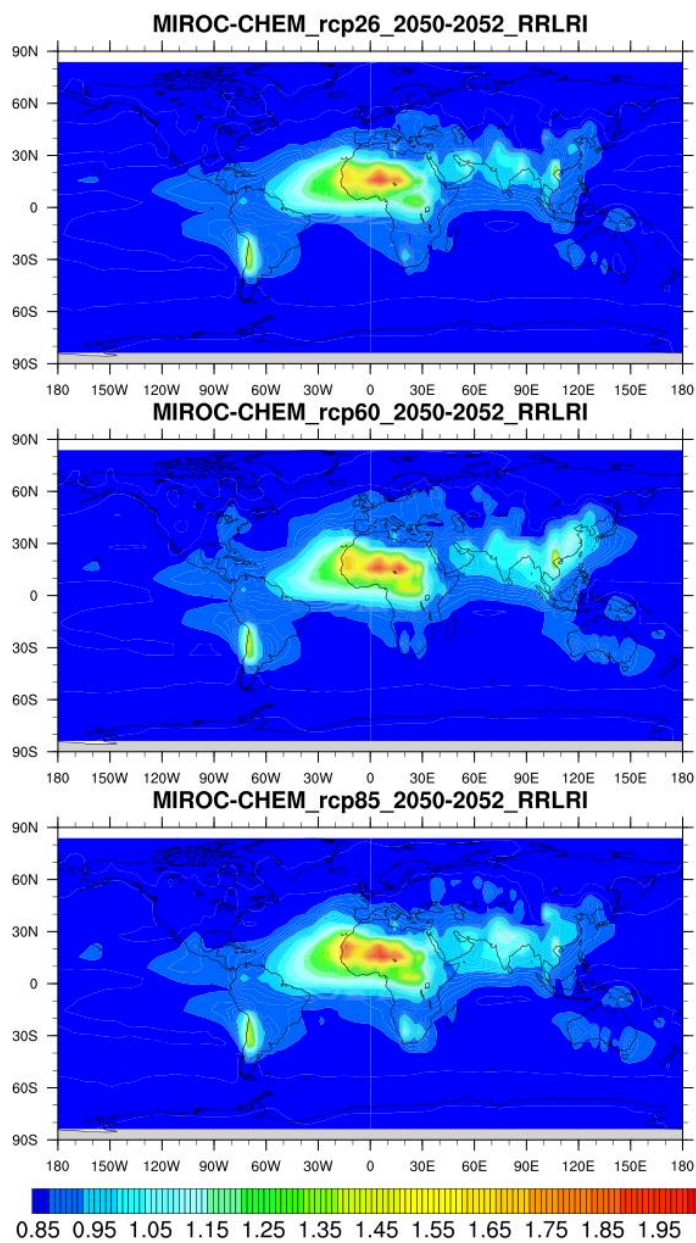 MIROC-CHEM_rcp26_2050-2052_RRLRI
90N
60N
30N
0
30S
60S
90S
180 150W 120W 90W 60W 30W 0 30E 60E 90E 120E 150E 180
MIROC-CHEM_rcp60_2050-2052_RRLRI
90N
60N
30N
0
30S
60S
90S
180 150W 120W 90W 60W 30W 0 30E 60E 90E 120E 150E 180
MIROC-CHEM_rcp85_2050-2052_RRLRI
90N
60N
30N
0
30S
60S
90S
180 150W 120W 90W 60W 30W 0 30E 60E 90E 120E 150E 180
0.85 0.95 1.05 1.15 1.25 1.35 1.45 1.55 1.65 1.75 1.85 1.95